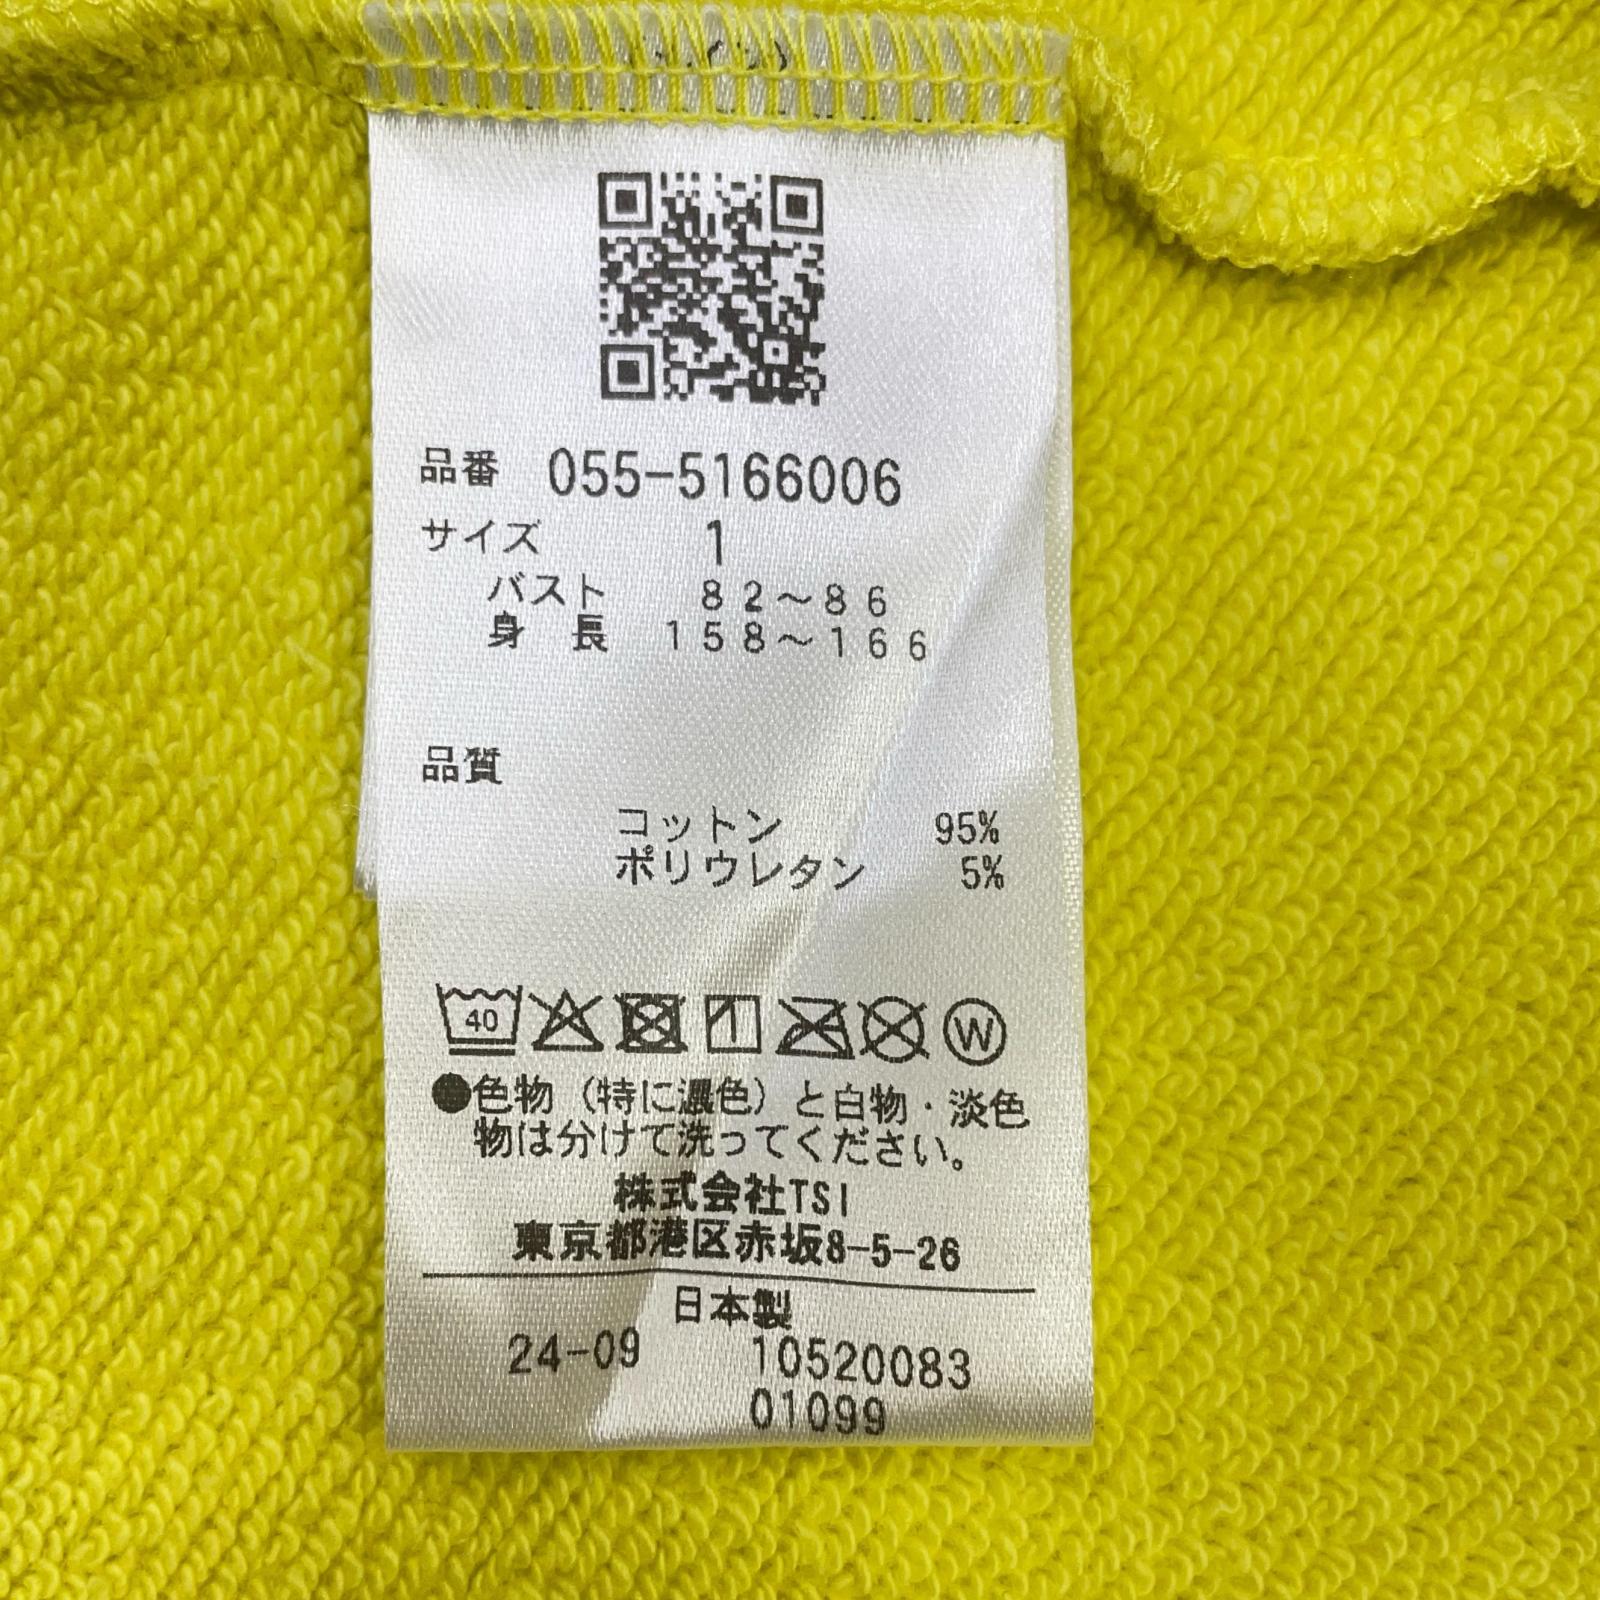 品番 055-5166006
サイズ 1
バスト 82～86
身長 158～166
品質
コットン 95%
ポリウレタン 5%
40
W
●色物（特に濃色）と白物・淡色
物は分けて洗ってください。
株式会社TSI
東京都港区赤坂8-5-26
日本製
24-09 10520083
01099